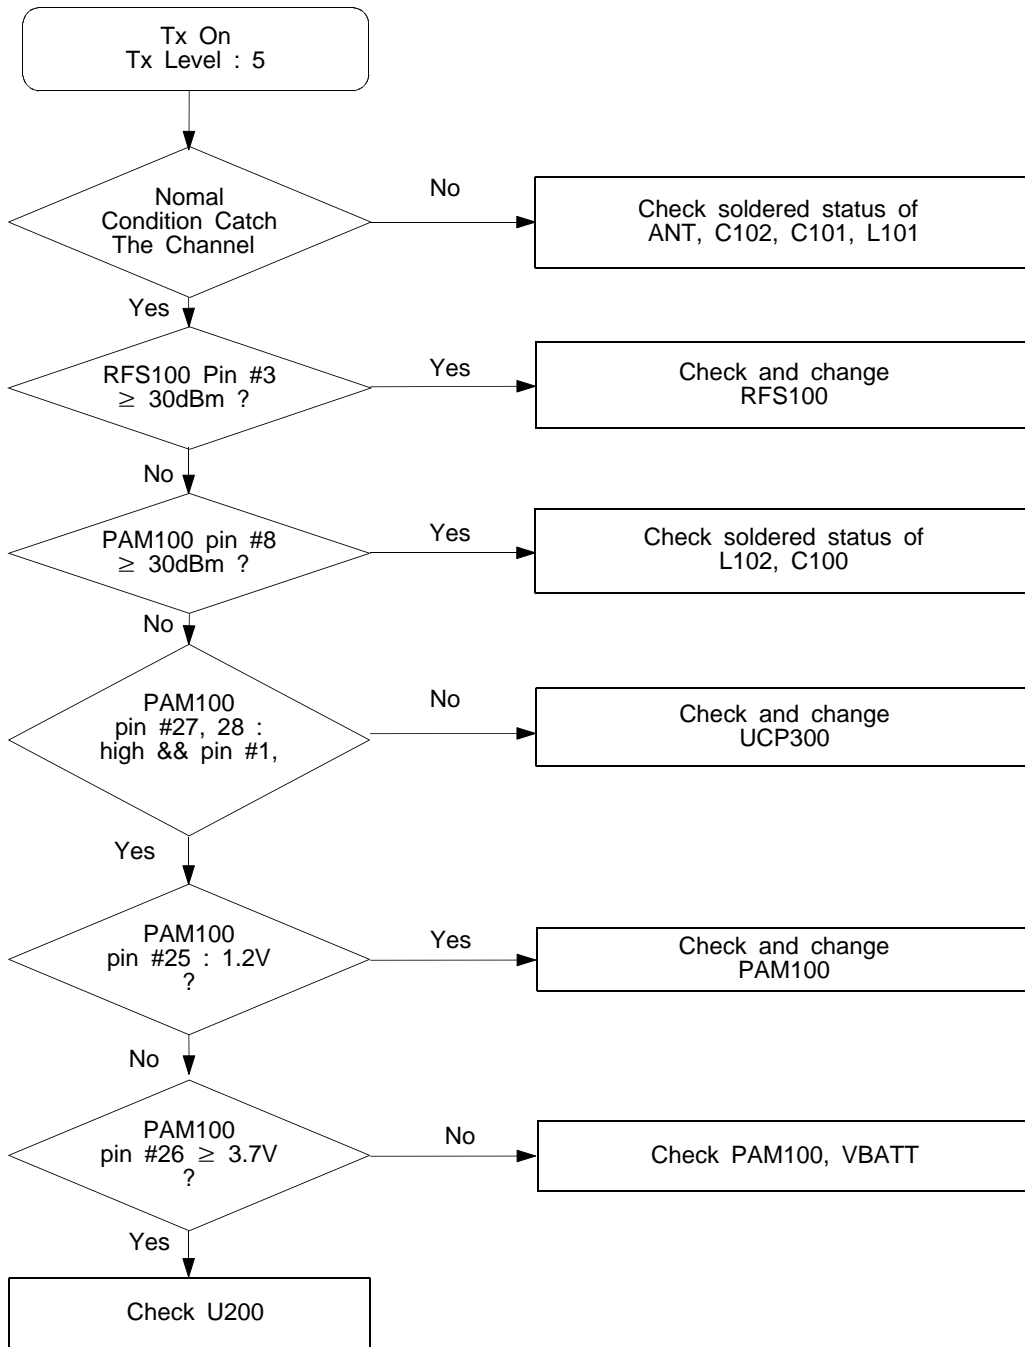 Tx On
Tx Level : 5
Nomal
Condition Catch
The Channel
No
Check soldered status of
ANT, C102, C101, L101
Yes
RFS100 Pin #3
≥ 30dBm ?
Yes
Check and change
RFS100
No
PAM100 pin #8
≥ 30dBm ?
Yes
Check soldered status of
L102, C100
No
PAM100
pin #27, 28 :
high && pin #1,
No
Check and change
UCP300
Yes
PAM100
pin #25 : 1.2V
?
Yes
Check and change
PAM100
No
PAM100
pin #26 ≥ 3.7V
?
No
Check PAM100, VBATT
Yes
Check U200